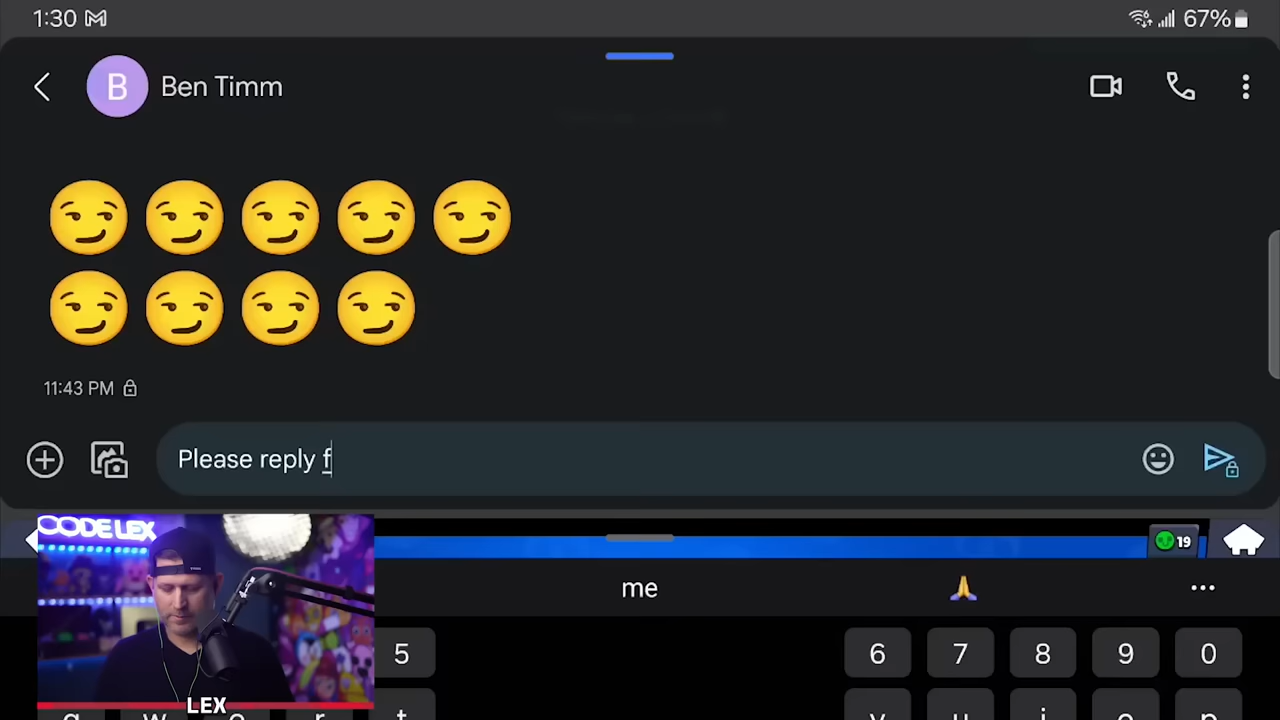 1:30
67%
B
Ben Timm
11:43 PM
Please reply f
19
CODE LEX
me
5
6
7
8
9
0
LEX
q w e r t
y u i o p